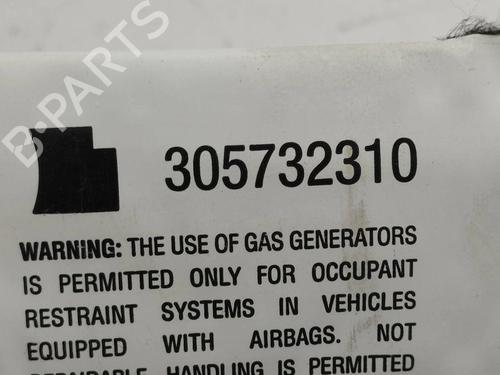 B-PARTS
305732310
WARNiNG: THE USE OF GAS GENERATORS
IS PERMITTED ONLY FOR OCCUPANT
RESTRAINT SYSTEMS IN VEHICLES
EQUIPPED WITH AIRBAGS. NOT
REPAIRABLE HANDLING IS PERMITTED